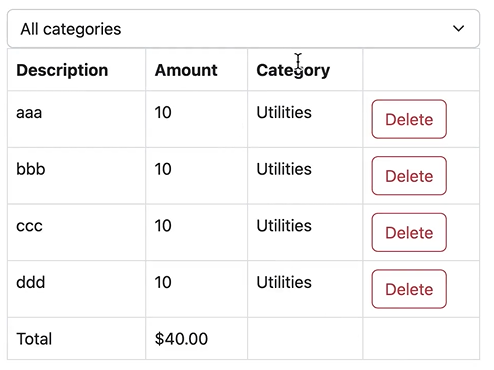 All categories
Description Amount Category
aaa 10 Utilities Delete
bbb 10 Utilities Delete
ccc 10 Utilities Delete
ddd 10 Utilities Delete
Total $40.00